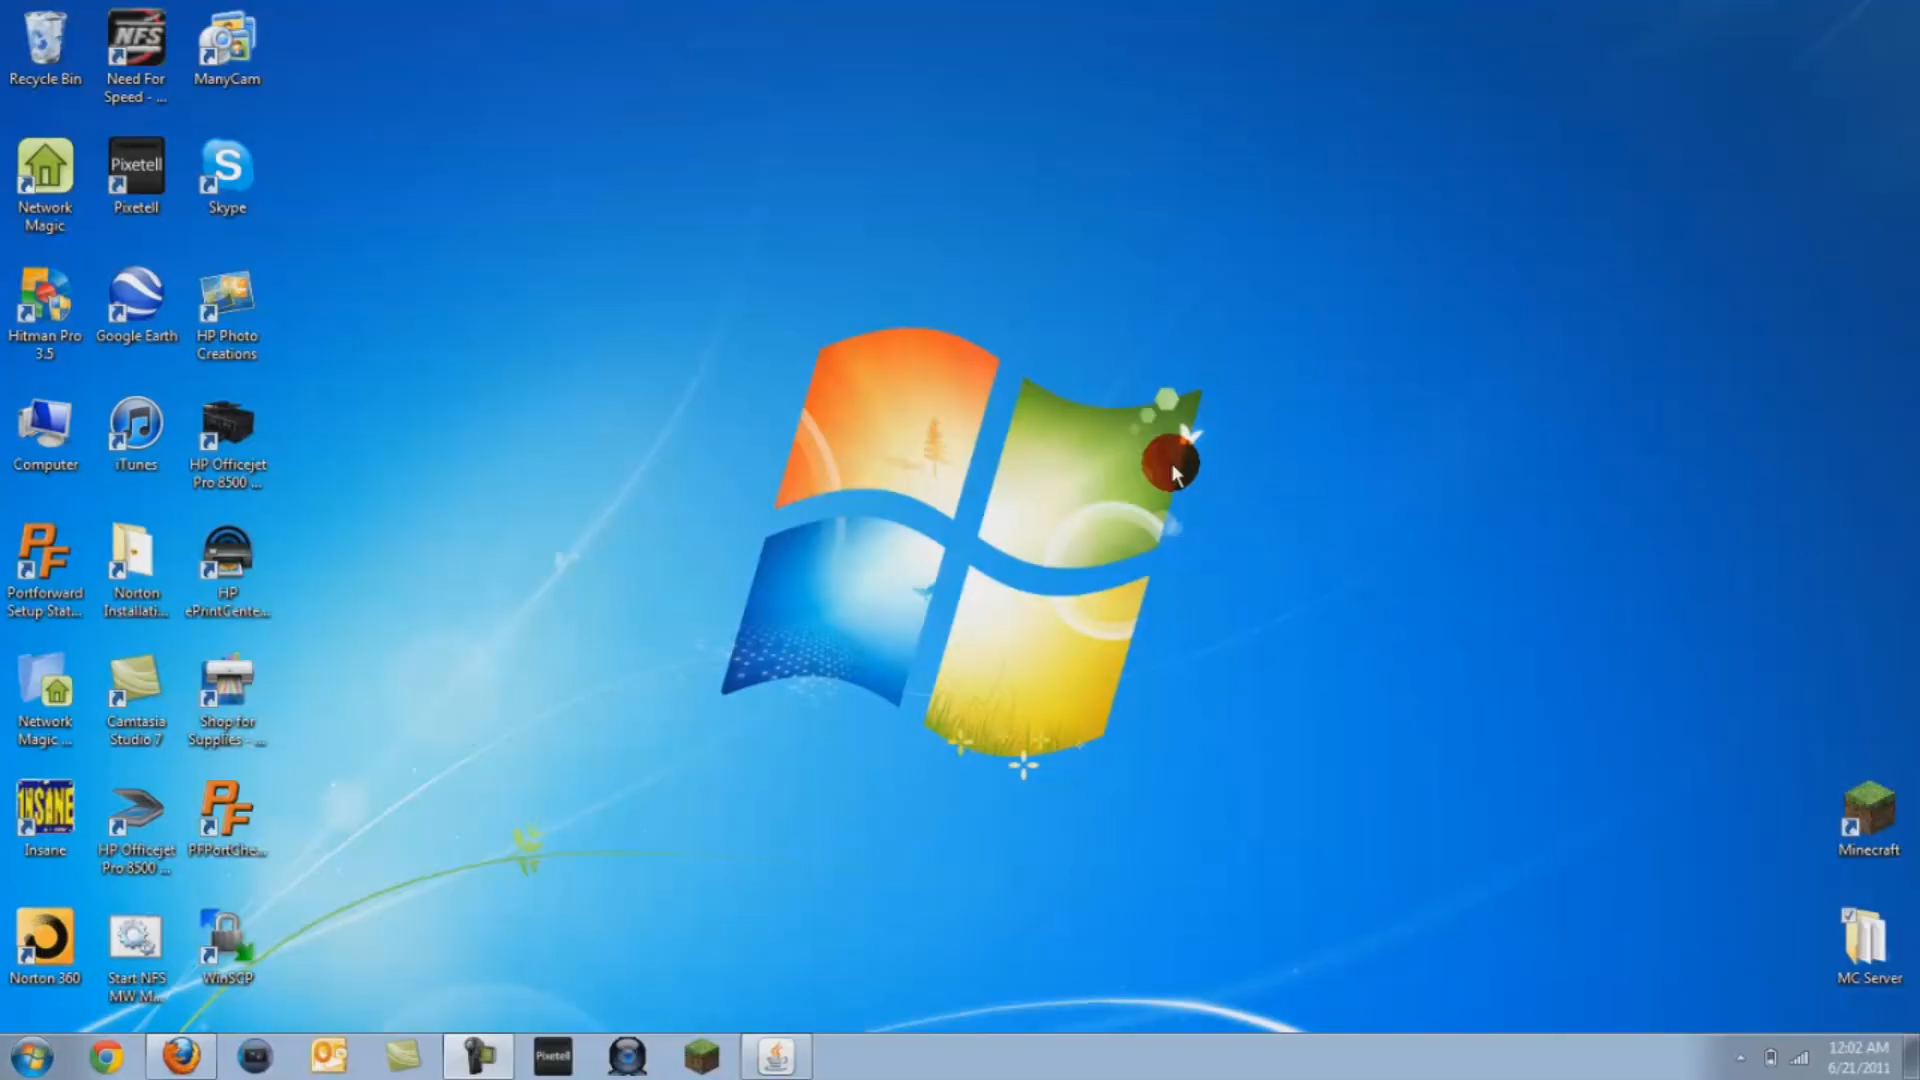 Recycle Bin
NFS
Need For
Speed - ...
ManyCam
Network
Magic
Pixetell
Pixetell
S
Skype
Hitman Pro
3.5
Google Earth
HP Photo
Creations
Computer
iTunes
HP Officejet
Pro 8500 ...
PF
Portforward
Setup Stat...
Norton
Installati...
HP
ePrintCente...
Network
Magic ...
Camtasia
Studio 7
Shop for
Supplies - ...
INSANE
Insane
HP Officejet
Pro 8500 ...
PF
PFPortChe...
Minecraft
Norton 360
Start NFS
MW M...
WinSCP
MC Server
Pixetell
12:02 AM
6/21/2011